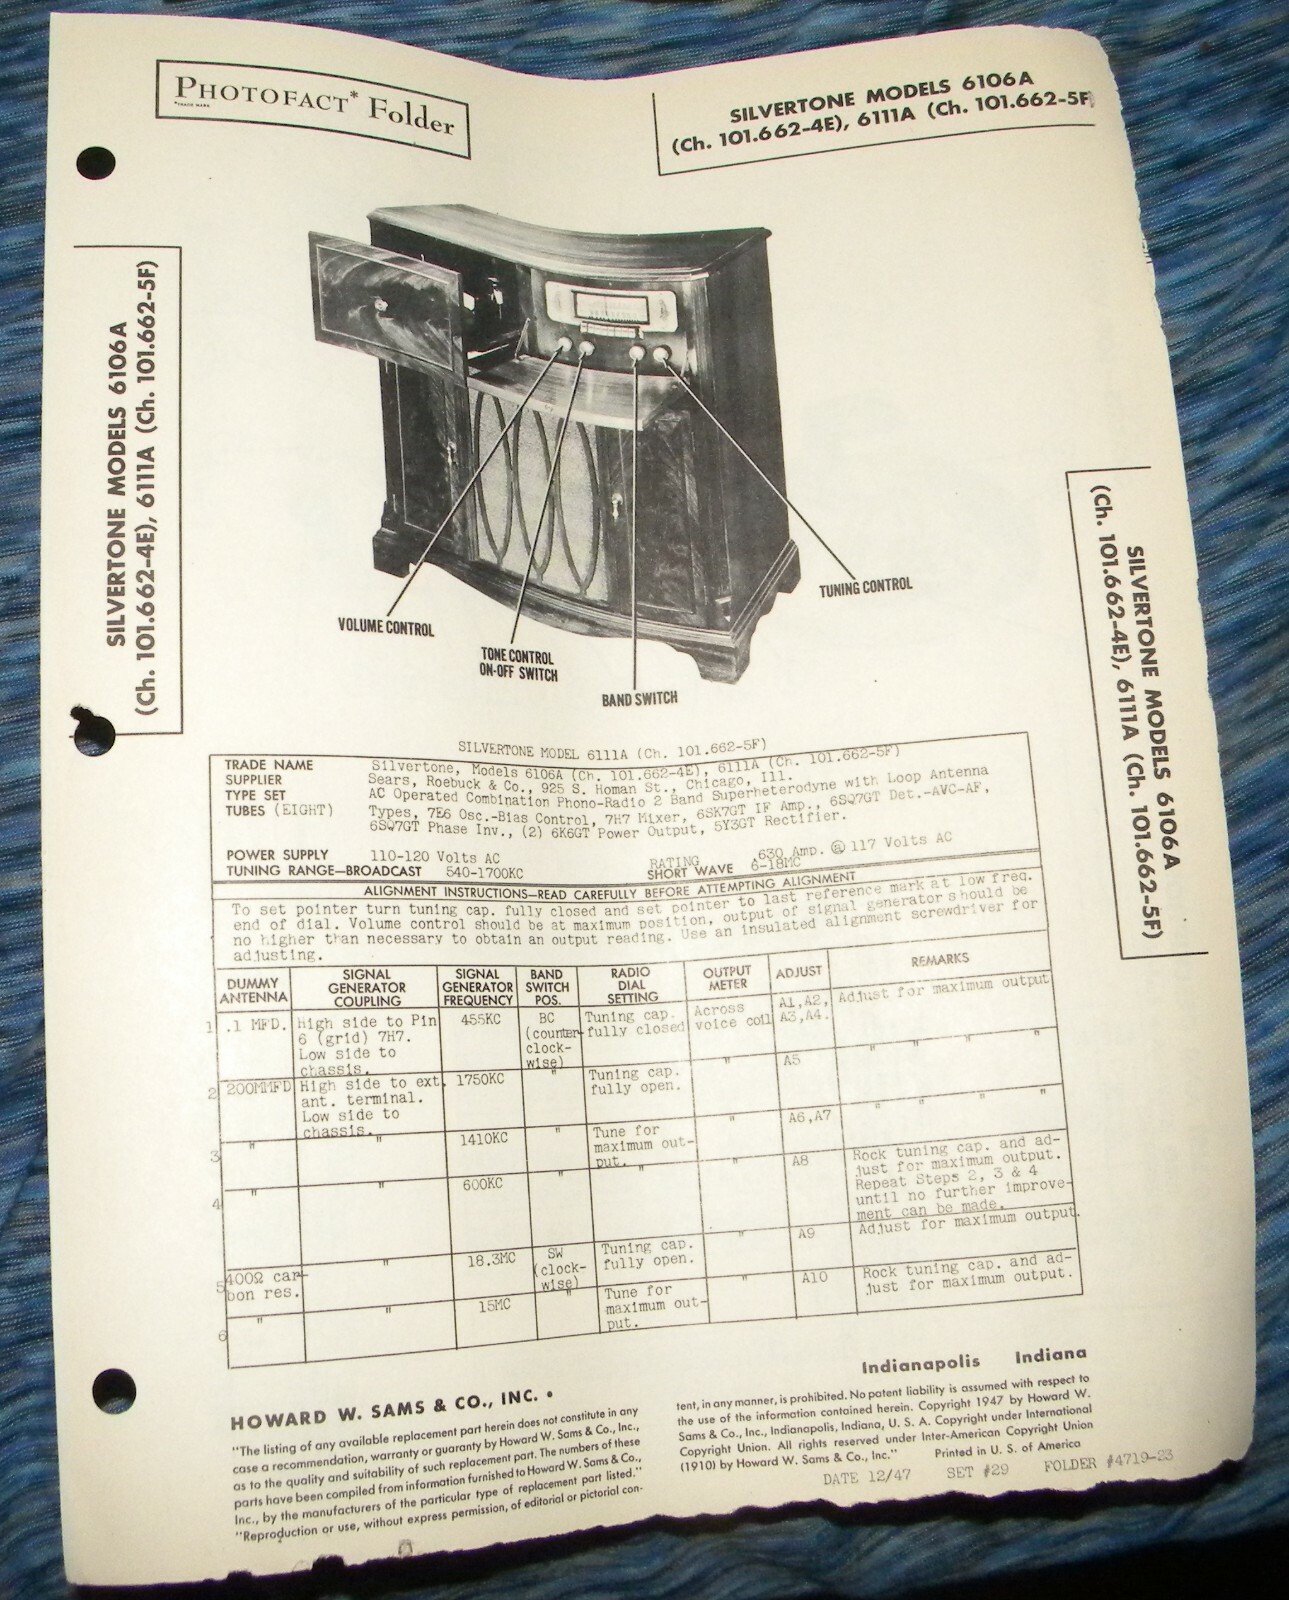 PHOTOFACT* Folder
*TRADE MARK
SILVERTONE MODELS 6106A
(Ch. 101.662-4E), 6111A (Ch. 101.662-5F)
SILVERTONE MODELS 6106A
(Ch. 101.662-4E), 6111A (Ch. 101.662-5F)
SILVERTONE MODELS 6106A
(Ch. 101.662-4E), 6111A (Ch. 101.662-5F)
VOLUME CONTROL
TONE CONTROL
ON-OFF SWITCH
BAND SWITCH
TUNING CONTROL
SILVERTONE MODEL 6111A (Ch. 101.662-5F)
TRADE NAME Silvertone, Models 6106A (Ch. 101.662-4E), 6111A (Ch. 101.662-5F)
SUPPLIER Sears, Roebuck & Co., 925 S. Homan St., Chicago, Ill.
TYPE SET AC Operated Combination Phono-Radio 2 Band Superheterodyne with Loop Antenna
TUBES (EIGHT) Types, 7E6 Osc.-Bias Control, 7H7 Mixer, 6SK7GT IF Amp., 6SQ7GT Det.-AVC-AF,
6SQ7GT Phase Inv., (2) 6K6GT Power Output, 5Y3GT Rectifier.
POWER SUPPLY 110-120 Volts AC RATING .630 Amp. @ 117 Volts AC
TUNING RANGE—BROADCAST 540-1700KC SHORT WAVE 6-18MC
ALIGNMENT INSTRUCTIONS—READ CAREFULLY BEFORE ATTEMPTING ALIGNMENT
To set pointer turn tuning cap. fully closed and set pointer to last reference mark at low freq.
end of dial. Volume control should be at maximum position, output of signal generator should be
no higher than necessary to obtain an output reading. Use an insulated alignment screwdriver for
adjusting.
DUMMY ANTENNA SIGNAL GENERATOR COUPLING SIGNAL GENERATOR FREQUENCY BAND SWITCH POS. RADIO DIAL SETTING OUTPUT METER ADJUST REMARKS
1 .1 MFD. High side to Pin 455KC BC Tuning cap. Across A1,A2, Adjust for maximum output
6 (grid) 7H7. (counter- fully closed voice coil A3,A4.
Low side to clock-
chassis. wise)
2 200MMFD High side to ext. 1750KC " Tuning cap. " A5 " " " "
ant. terminal. fully open.
Low side to
chassis.
3 " " 1410KC " Tune for " A6,A7 " " " "
maximum out-
put.
4 " " 600KC " " " A8 Rock tuning cap. and ad-
just for maximum output.
Repeat Steps 2, 3 & 4
until no further improve-
ment can be made.
5 400Ω car- " 18.3MC SW Tuning cap. " A9 Adjust for maximum output.
bon res. (clock- fully open.
wise)
6 " " 15MC " Tune for " A10 Rock tuning cap. and ad-
maximum out- just for maximum output.
put.
HOWARD W. SAMS & CO., INC. • Indianapolis Indiana
"The listing of any available replacement part herein does not constitute in any
case a recommendation, warranty or guaranty by Howard W. Sams & Co., Inc.,
as to the quality and suitability of such replacement part. The numbers of these
parts have been compiled from information furnished to Howard W. Sams & Co.,
Inc., by the manufacturers of the particular type of replacement part listed."
"Reproduction or use, without express permission, of editorial or pictorial con-
tent, in any manner, is prohibited. No patent liability is assumed with respect to
the use of the information contained herein. Copyright 1947 by Howard W.
Sams & Co., Inc., Indianapolis, Indiana, U. S. A. Copyright under International
Copyright Union. All rights reserved under Inter-American Copyright Union
(1910) by Howard W. Sams & Co., Inc." Printed in U. S. of America
DATE 12/47 SET #29 FOLDER #4719-23